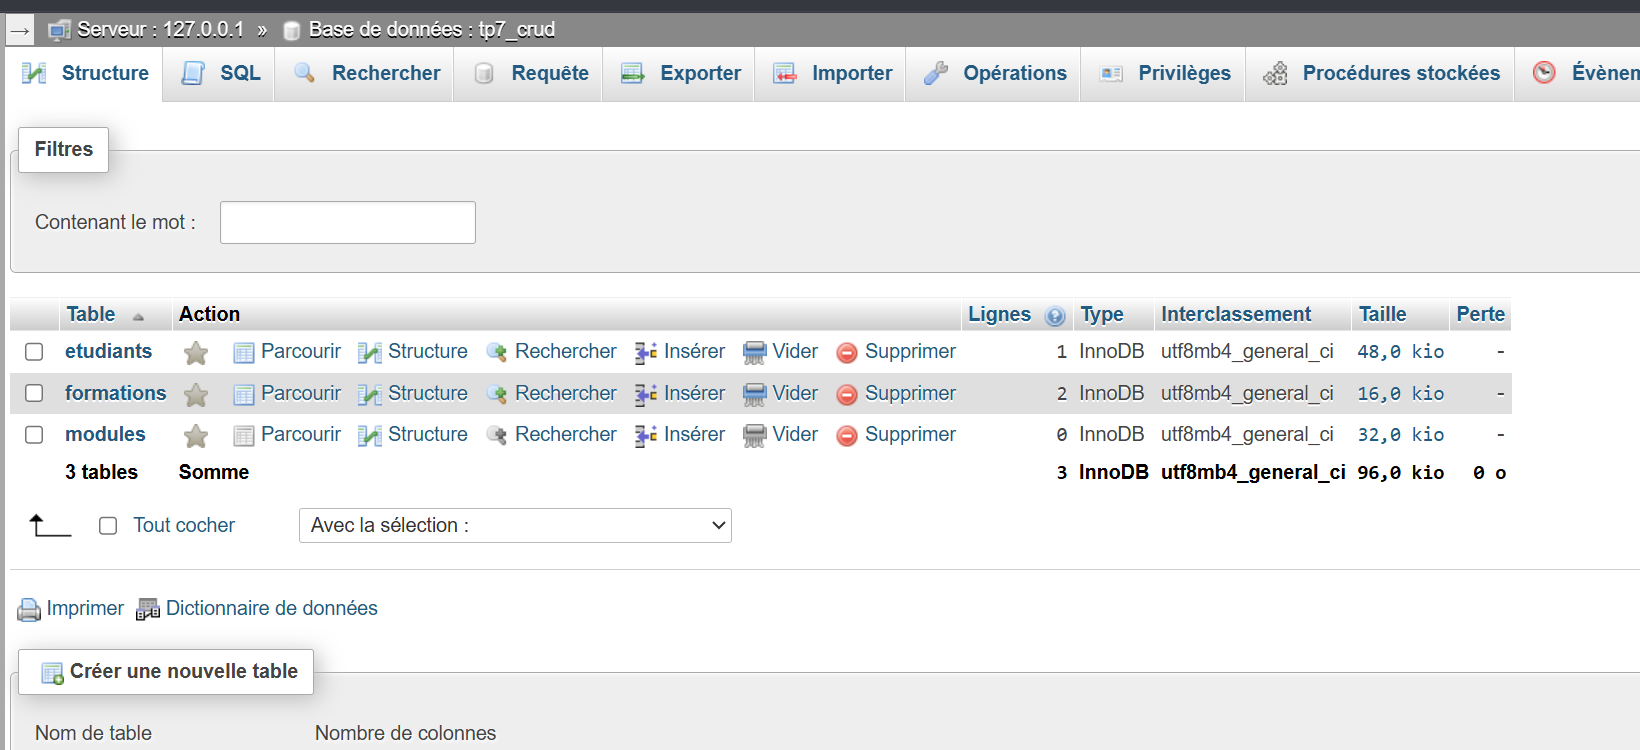 → Serveur : 127.0.0.1 » Base de données : tp7_crud
Structure SQL Rechercher Requête Exporter Importer Opérations Privilèges Procédures stockées Évènem
Filtres
Contenant le mot :
Table Action Lignes Type Interclassement Taille Perte
etudiants Parcourir Structure Rechercher Insérer Vider Supprimer 1 InnoDB utf8mb4_general_ci 48,0 kio -
formations Parcourir Structure Rechercher Insérer Vider Supprimer 2 InnoDB utf8mb4_general_ci 16,0 kio -
modules Parcourir Structure Rechercher Insérer Vider Supprimer 0 InnoDB utf8mb4_general_ci 32,0 kio -
3 tables Somme 3 InnoDB utf8mb4_general_ci 96,0 kio 0 o
Tout cocher Avec la sélection :
Imprimer Dictionnaire de données
Créer une nouvelle table
Nom de table Nombre de colonnes